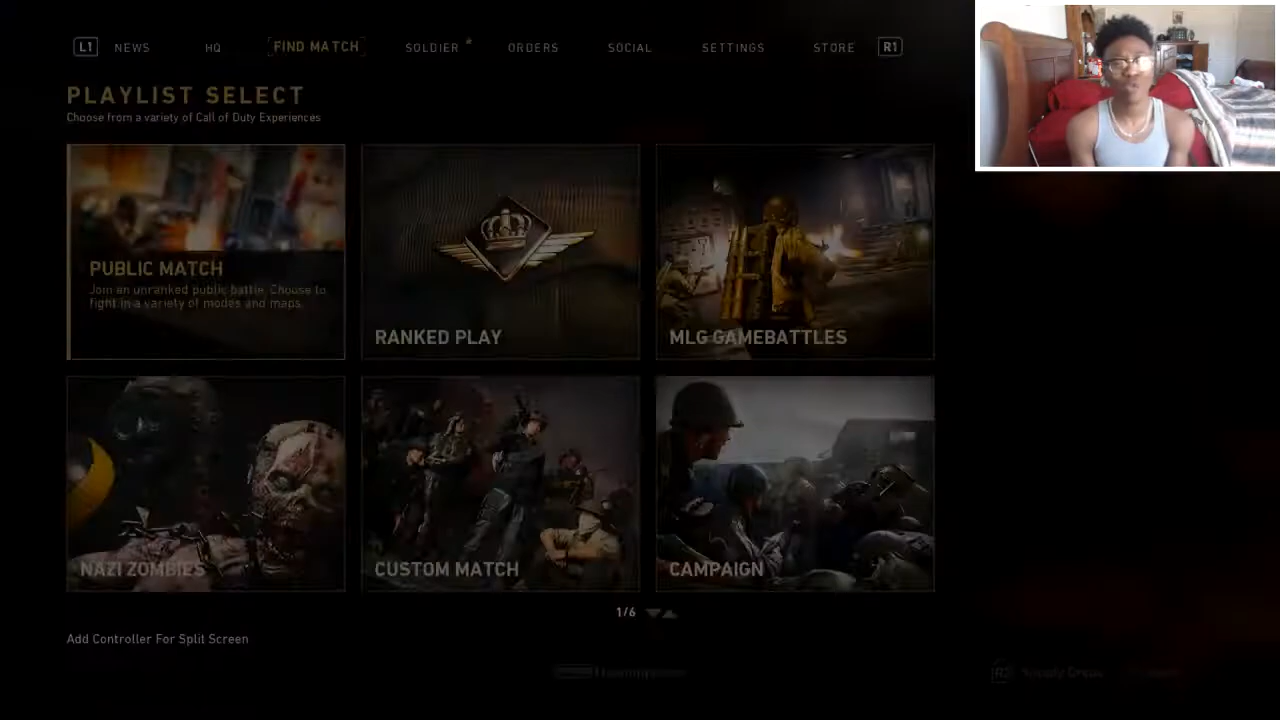 L1 NEWS HQ FIND MATCH SOLDIER * ORDERS SOCIAL SETTINGS STORE R1
PLAYLIST SELECT
Choose from a variety of Call of Duty Experiences
PUBLIC MATCH
Join an unranked public battle. Choose to
fight in a variety of modes and maps.
RANKED PLAY
MLG GAMEBATTLES
NAZI ZOMBIES
CUSTOM MATCH
CAMPAIGN
1/6
Add Controller For Split Screen
Supply Drops